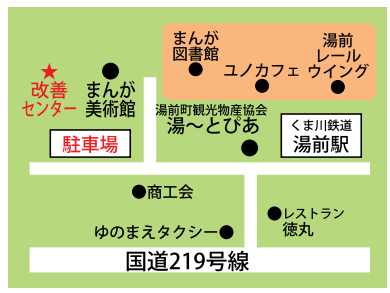 まんが
図書館
ユノカフェ
湯前
レール
ウイング
★
改善
センター
まんが
美術館
湯前町観光物産協会
湯〜とぴあ
駐車場
くま川鉄道
湯前駅
商工会
ゆのまえタクシー
レストラン
徳丸
国道219号線